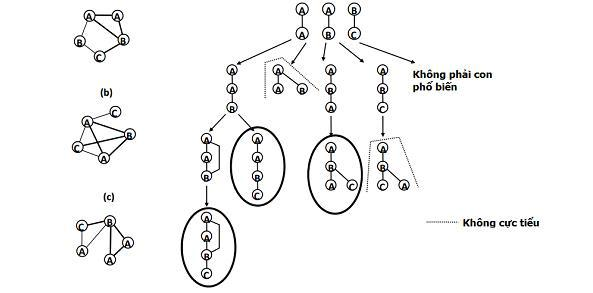 A A B
A B C
A A
B B
C
Không phải con
phổ biến
A A A A
A A B B B
B A C
(b)
C
A B
C
A
A A A A
A A B B
B B A C C A
C
(c)
C B
A A
A
Không cực tiểu
A
A
B
C